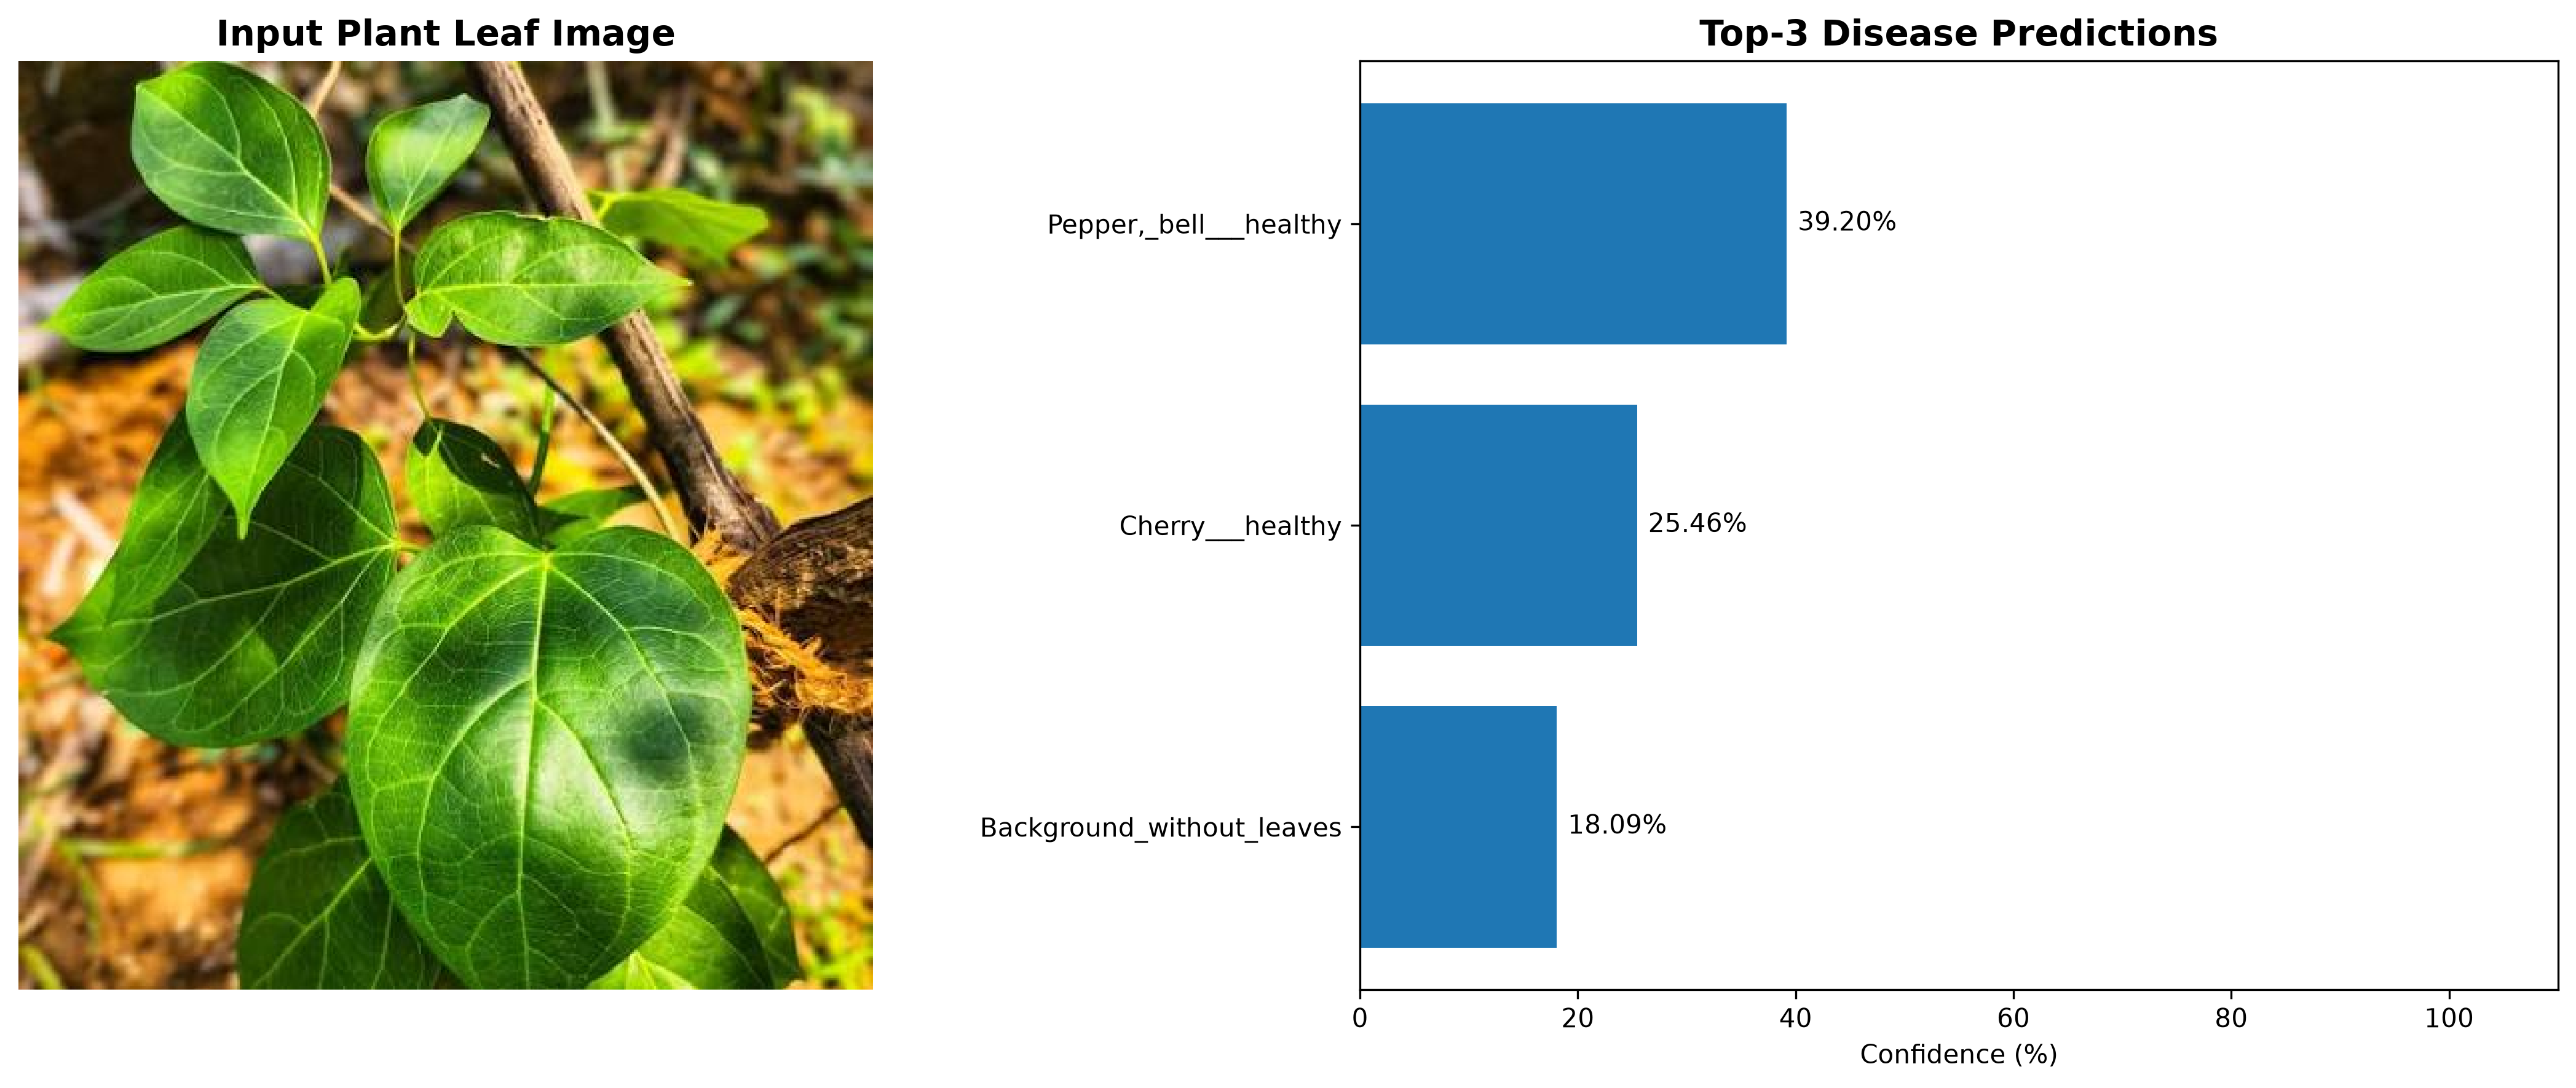 Input Plant Leaf Image
Top-3 Disease Predictions
Pepper,_bell___healthy
39.20%
Cherry___healthy
25.46%
Background_without_leaves
18.09%
0 20 40 60 80 100
Confidence (%)